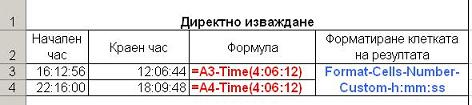 1
Директно изваждане
Начален Краен час Формула Форматиране клетката
2 час на резултата
3 16:12:56 12:06:44 =A3-Time(4:06:12) Format-Cells-Number-
4 22:16:00 18:09:48 =A4-Time(4:06:12) Custom-h:mm:ss